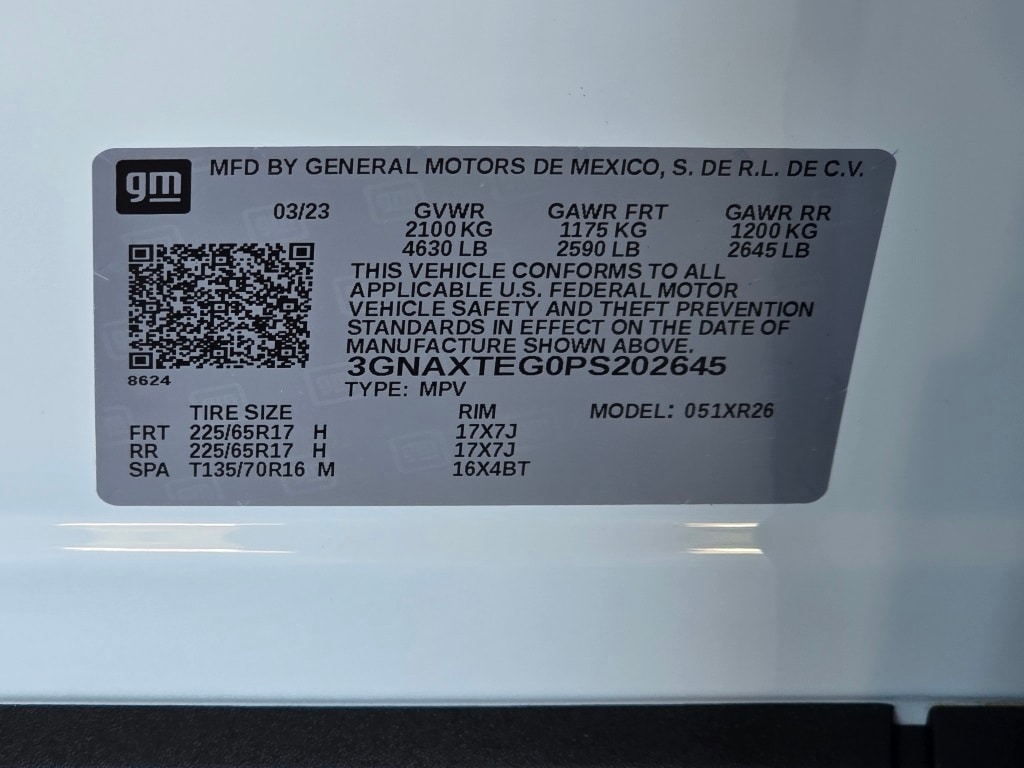 gm MFD BY GENERAL MOTORS DE MEXICO, S. DE R.L. DE C.V.
03/23 GVWR GAWR FRT GAWR RR
2100 KG 1175 KG 1200 KG
4630 LB 2590 LB 2645 LB
THIS VEHICLE CONFORMS TO ALL
APPLICABLE U.S. FEDERAL MOTOR
VEHICLE SAFETY AND THEFT PREVENTION
STANDARDS IN EFFECT ON THE DATE OF
MANUFACTURE SHOWN ABOVE.
3GNAXTEG0PS202645
8624
TYPE: MPV
TIRE SIZE RIM MODEL: 051XR26
FRT 225/65R17 H 17X7J
RR 225/65R17 H 17X7J
SPA T135/70R16 M 16X4BT